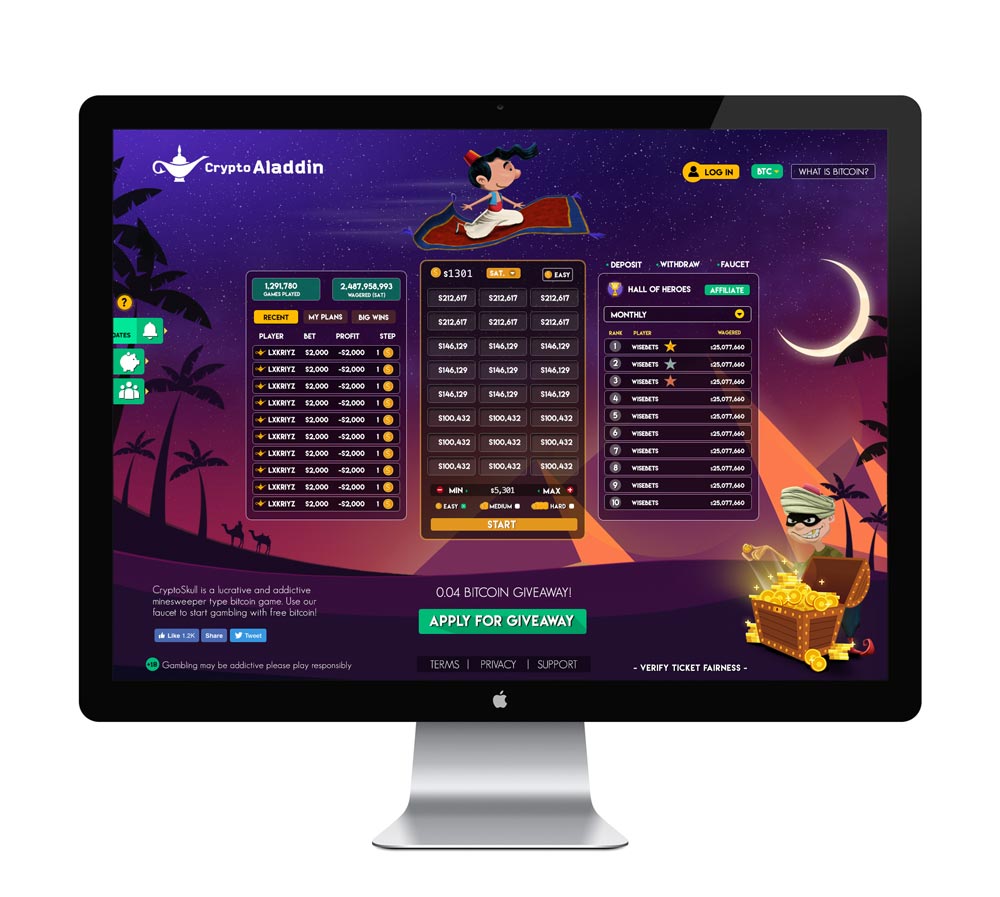 Crypto Aladdin
LOG IN
BTC
WHAT IS BITCOIN?
?
DATES
1,291,780
GAMES PLAYED
2,487,958,993
WAGERED (SAT)
RECENT MY PLANS BIG WINS
PLAYER BET PROFIT STEP
LXKRIYZ $2,000 -$2,000 1
LXKRIYZ $2,000 -$2,000 1
LXKRIYZ $2,000 -$2,000 1
LXKRIYZ $2,000 -$2,000 1
LXKRIYZ $2,000 -$2,000 1
LXKRIYZ $2,000 -$2,000 1
LXKRIYZ $2,000 -$2,000 1
LXKRIYZ $2,000 -$2,000 1
LXKRIYZ $2,000 -$2,000 1
LXKRIYZ $2,000 -$2,000 1
$1301 SAT. EASY
$212,617 $212,617 $212,617
$212,617 $212,617 $212,617
$146,129 $146,129 $146,129
$146,129 $146,129 $146,129
$146,129 $146,129 $146,129
$100,432 $100,432 $100,432
$100,432 $100,432 $100,432
$100,432 $100,432 $100,432
MIN $5,301 MAX
EASY MEDIUM HARD
START
DEPOSIT WITHDRAW FAUCET
HALL OF HEROES AFFILIATE
MONTHLY
RANK PLAYER WAGERED
1 WISEBETS $25,077,660
2 WISEBETS $25,077,660
3 WISEBETS $25,077,660
4 WISEBETS $25,077,660
5 WISEBETS $25,077,660
6 WISEBETS $25,077,660
7 WISEBETS $25,077,660
8 WISEBETS $25,077,660
9 WISEBETS $25,077,660
10 WISEBETS $25,077,660
CryptoSkull is a lucrative and addictive
minesweeper type bitcoin game. Use our
faucet to start gambling with free bitcoin!
Like 1.2K Share Tweet
+18 Gambling may be addictive please play responsibly
0.04 BITCOIN GIVEAWAY!
APPLY FOR GIVEAWAY
TERMS | PRIVACY | SUPPORT
- VERIFY TICKET FAIRNESS -